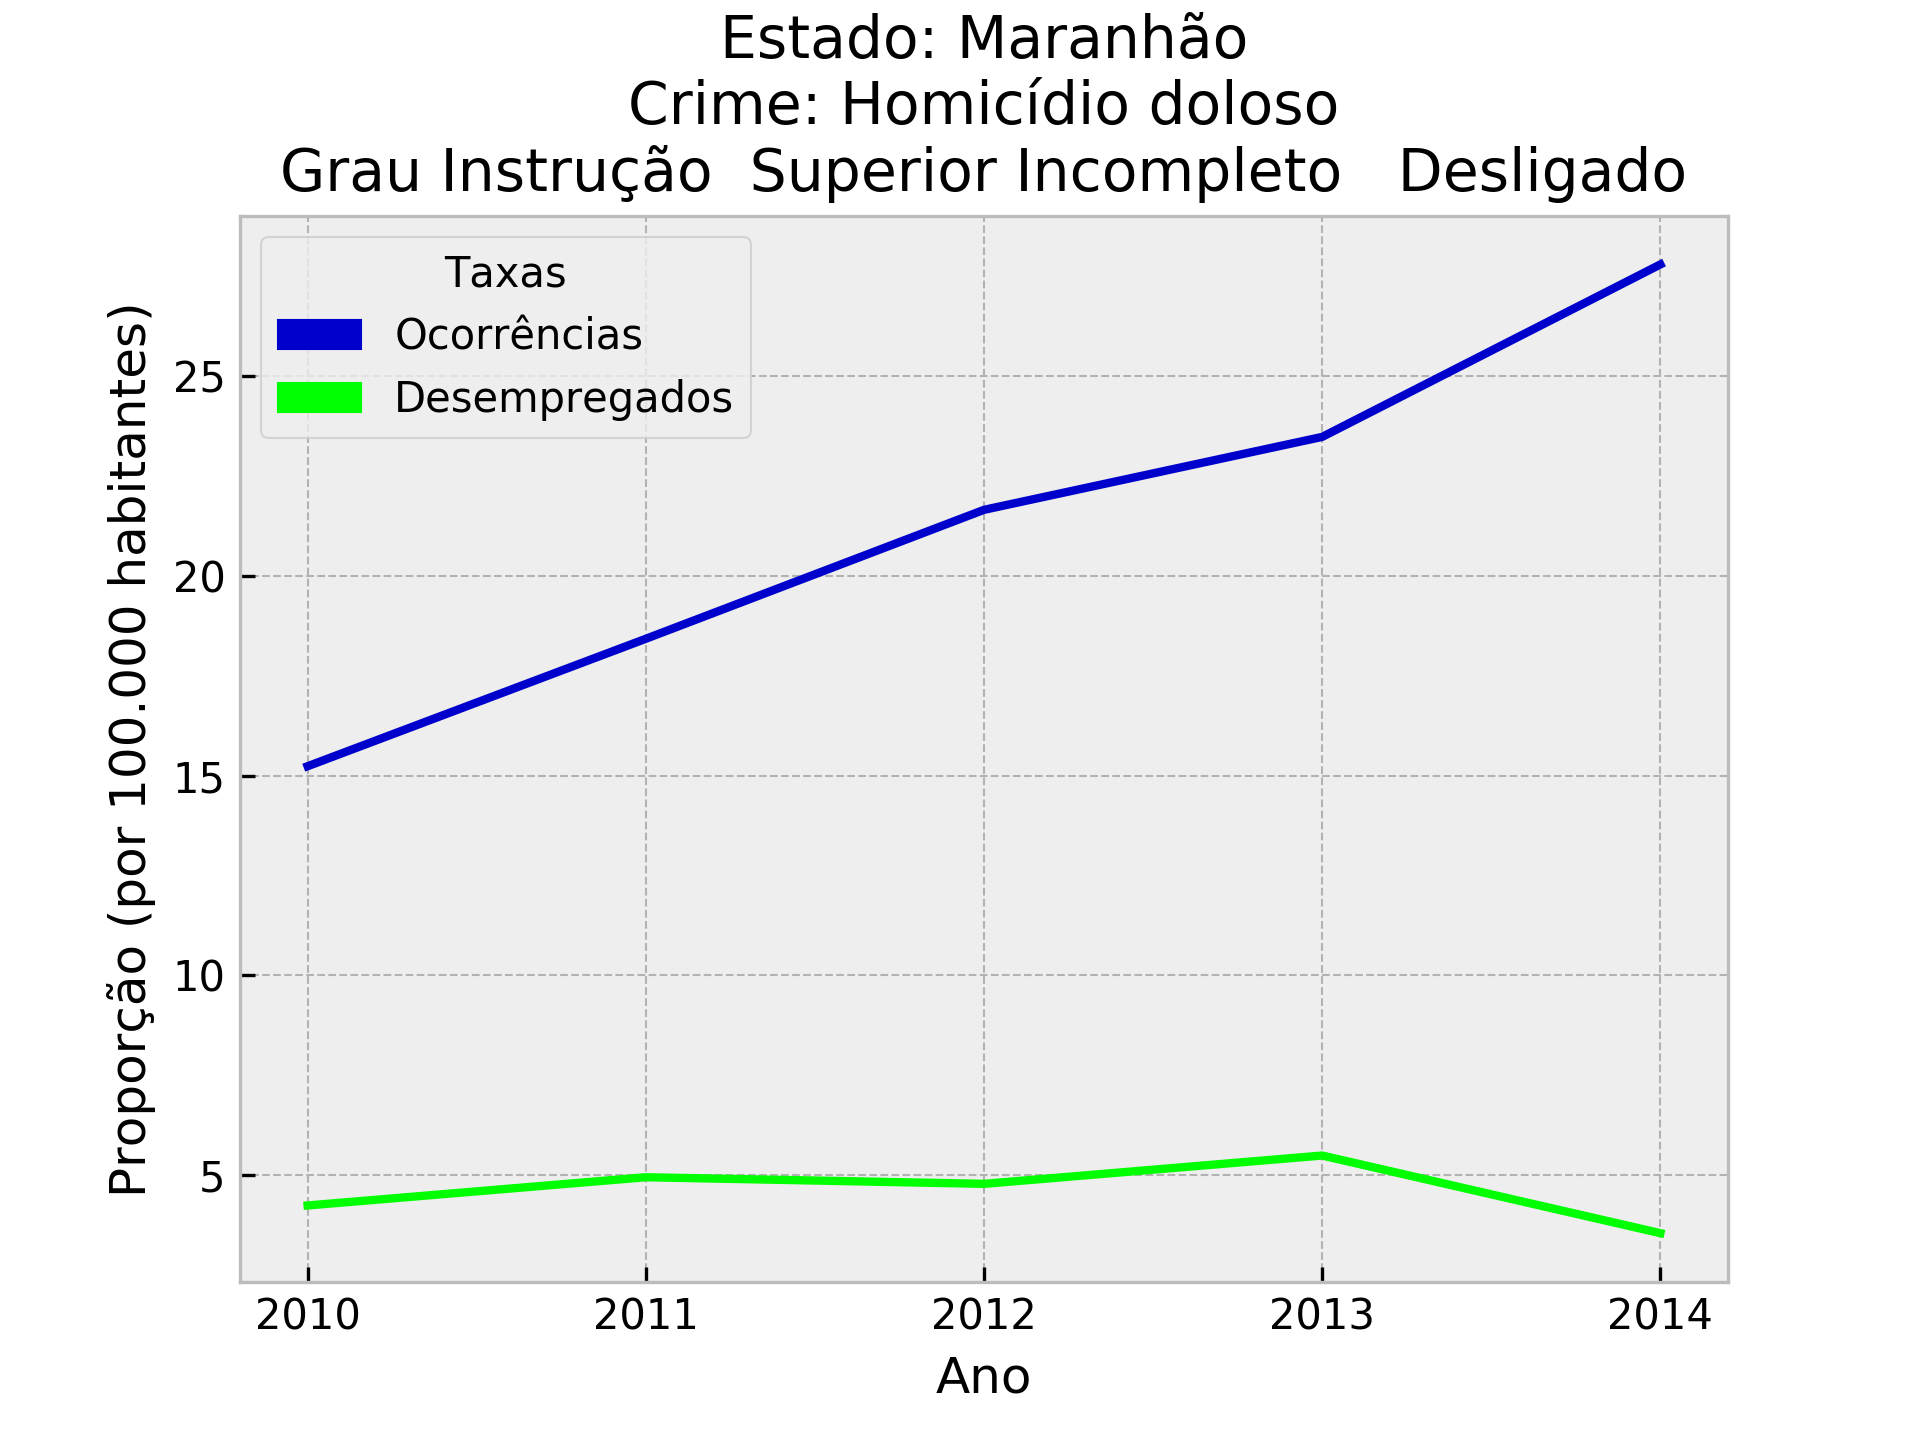 Estado: Maranhão
Crime: Homicídio doloso
Grau Instrução  Superior Incompleto   Desligado
Taxas
Ocorrências
Desempregados
Proporção (por 100.000 habitantes)
25
20
15
10
5
2010 2011 2012 2013 2014
Ano